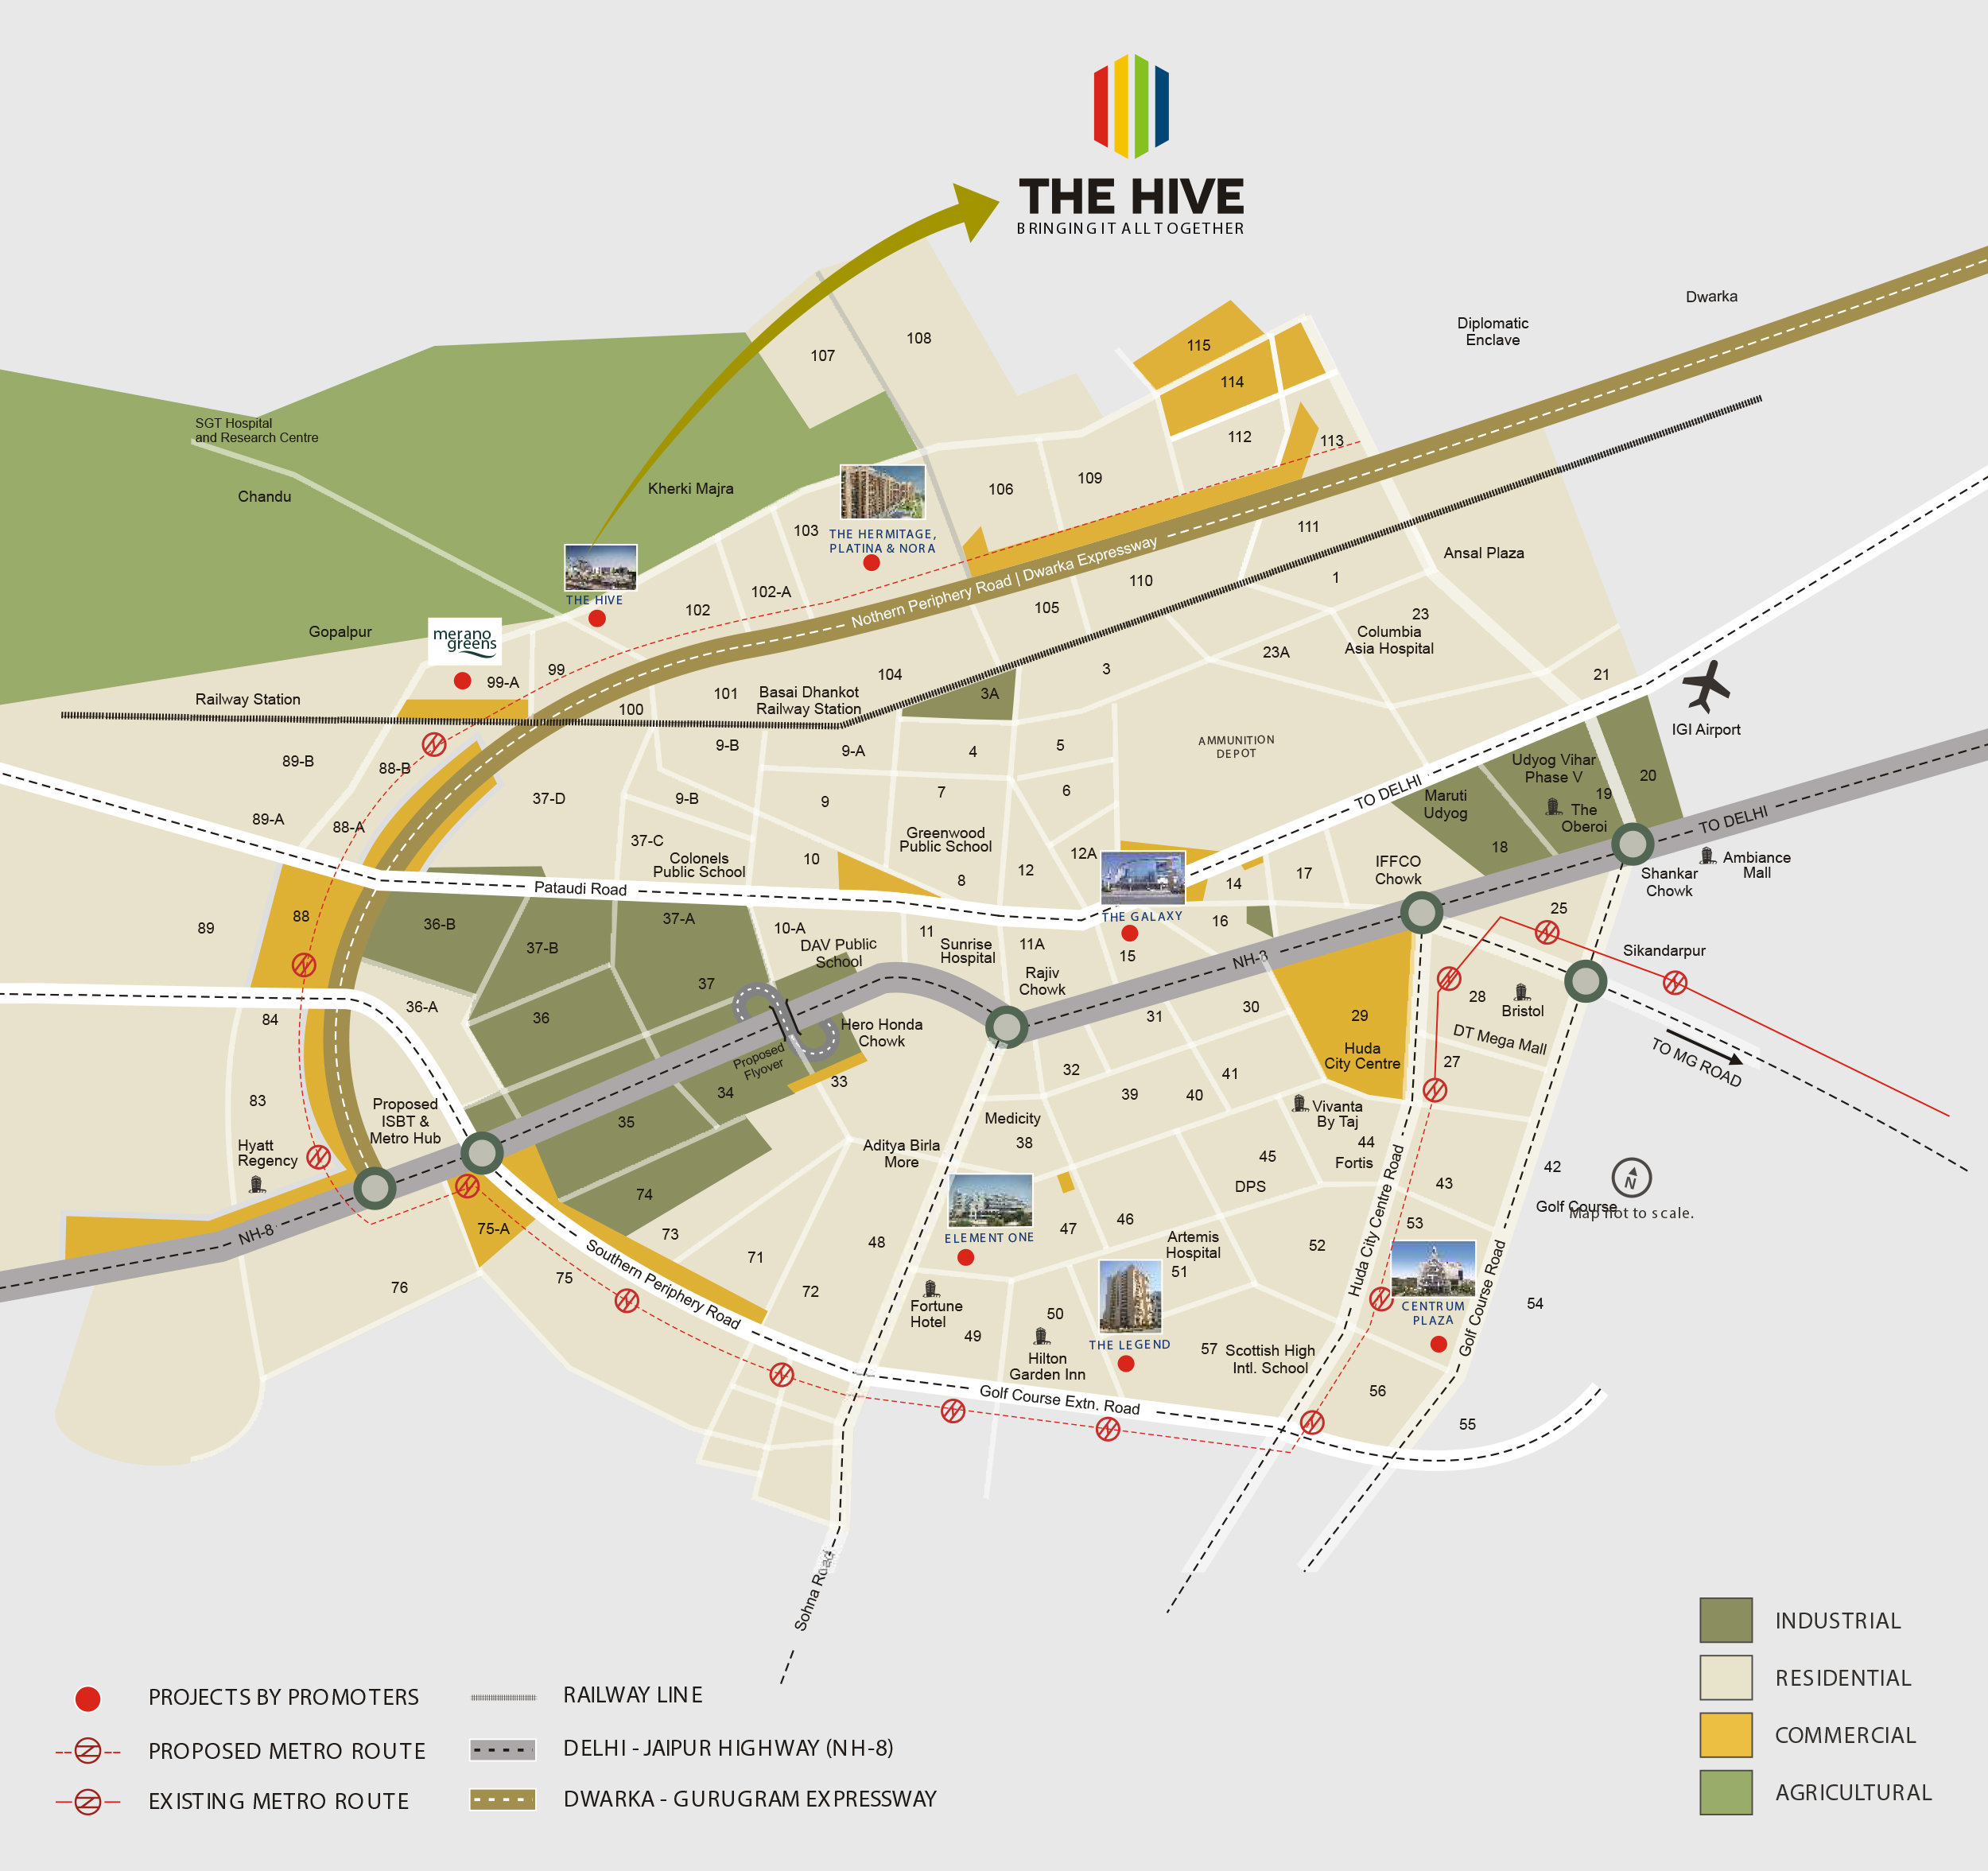 THE HIVE
BRINGING IT ALL TOGETHER
Dwarka
Diplomatic
Enclave
115
108
107
114
SGT Hospital
and Research Centre
112
113
Chandu
Kherki Majra
106
109
103
THE HERMITAGE,
PLATINA & NORA
111
Ansal Plaza
Nothern Periphery Road | Dwarka Expressway
110
1
THE HIVE
102-A
102
105
23
Gopalpur
merano
greens
Columbia
Asia Hospital
23A
99
99-A
104
3
21
Railway Station
101
Basai Dhankot
Railway Station
3A
100
IGI Airport
9-B
9-A
4
5
AMMUNITION
DEPOT
89-B
88-B
Udyog Vihar
Phase V
20
37-D
9-B
9
7
6
TO DELHI
Maruti
Udyog
19
The
Oberoi
89-A
88-A
37-C
Greenwood
Public School
TO DELHI
Colonels
Public School
10
12A
18
12
IFFCO
Chowk
Ambiance
Mall
Pataudi Road
8
14
17
Shankar
Chowk
88
36-B
37-A
THE GALAXY
25
89
10-A
11
16
37-B
DAV Public
School
Sunrise
Hospital
11A
15
NH-8
Sikandarpur
37
Rajiv
Chowk
28
Bristol
84
36-A
36
Hero Honda
Chowk
31
30
29
DT Mega Mall
Proposed
Flyover
Huda
City Centre
27
TO MG ROAD
33
32
41
83
Proposed
ISBT &
Metro Hub
34
39
40
Vivanta
By Taj
35
Medicity
38
44
Hyatt
Regency
Aditya Birla
More
45
Fortis
42
DPS
43
74
Golf Course
Map not to scale.
N
NH-8
75-A
73
48
ELEMENT ONE
47
46
53
71
Artemis
Hospital
51
52
Huda City Centre Road
75
76
Southern Periphery Road
72
Fortune
Hotel
49
50
CENTRUM
PLAZA
54
Golf Course Road
THE LEGEND
57
Scottish High
Intl. School
Hilton
Garden Inn
Golf Course Extn. Road
56
55
Sohna Road
PROJECTS BY PROMOTERS
PROPOSED METRO ROUTE
EXISTING METRO ROUTE
RAILWAY LINE
DELHI - JAIPUR HIGHWAY (NH-8)
DWARKA - GURUGRAM EXPRESSWAY
INDUSTRIAL
RESIDENTIAL
COMMERCIAL
AGRICULTURAL